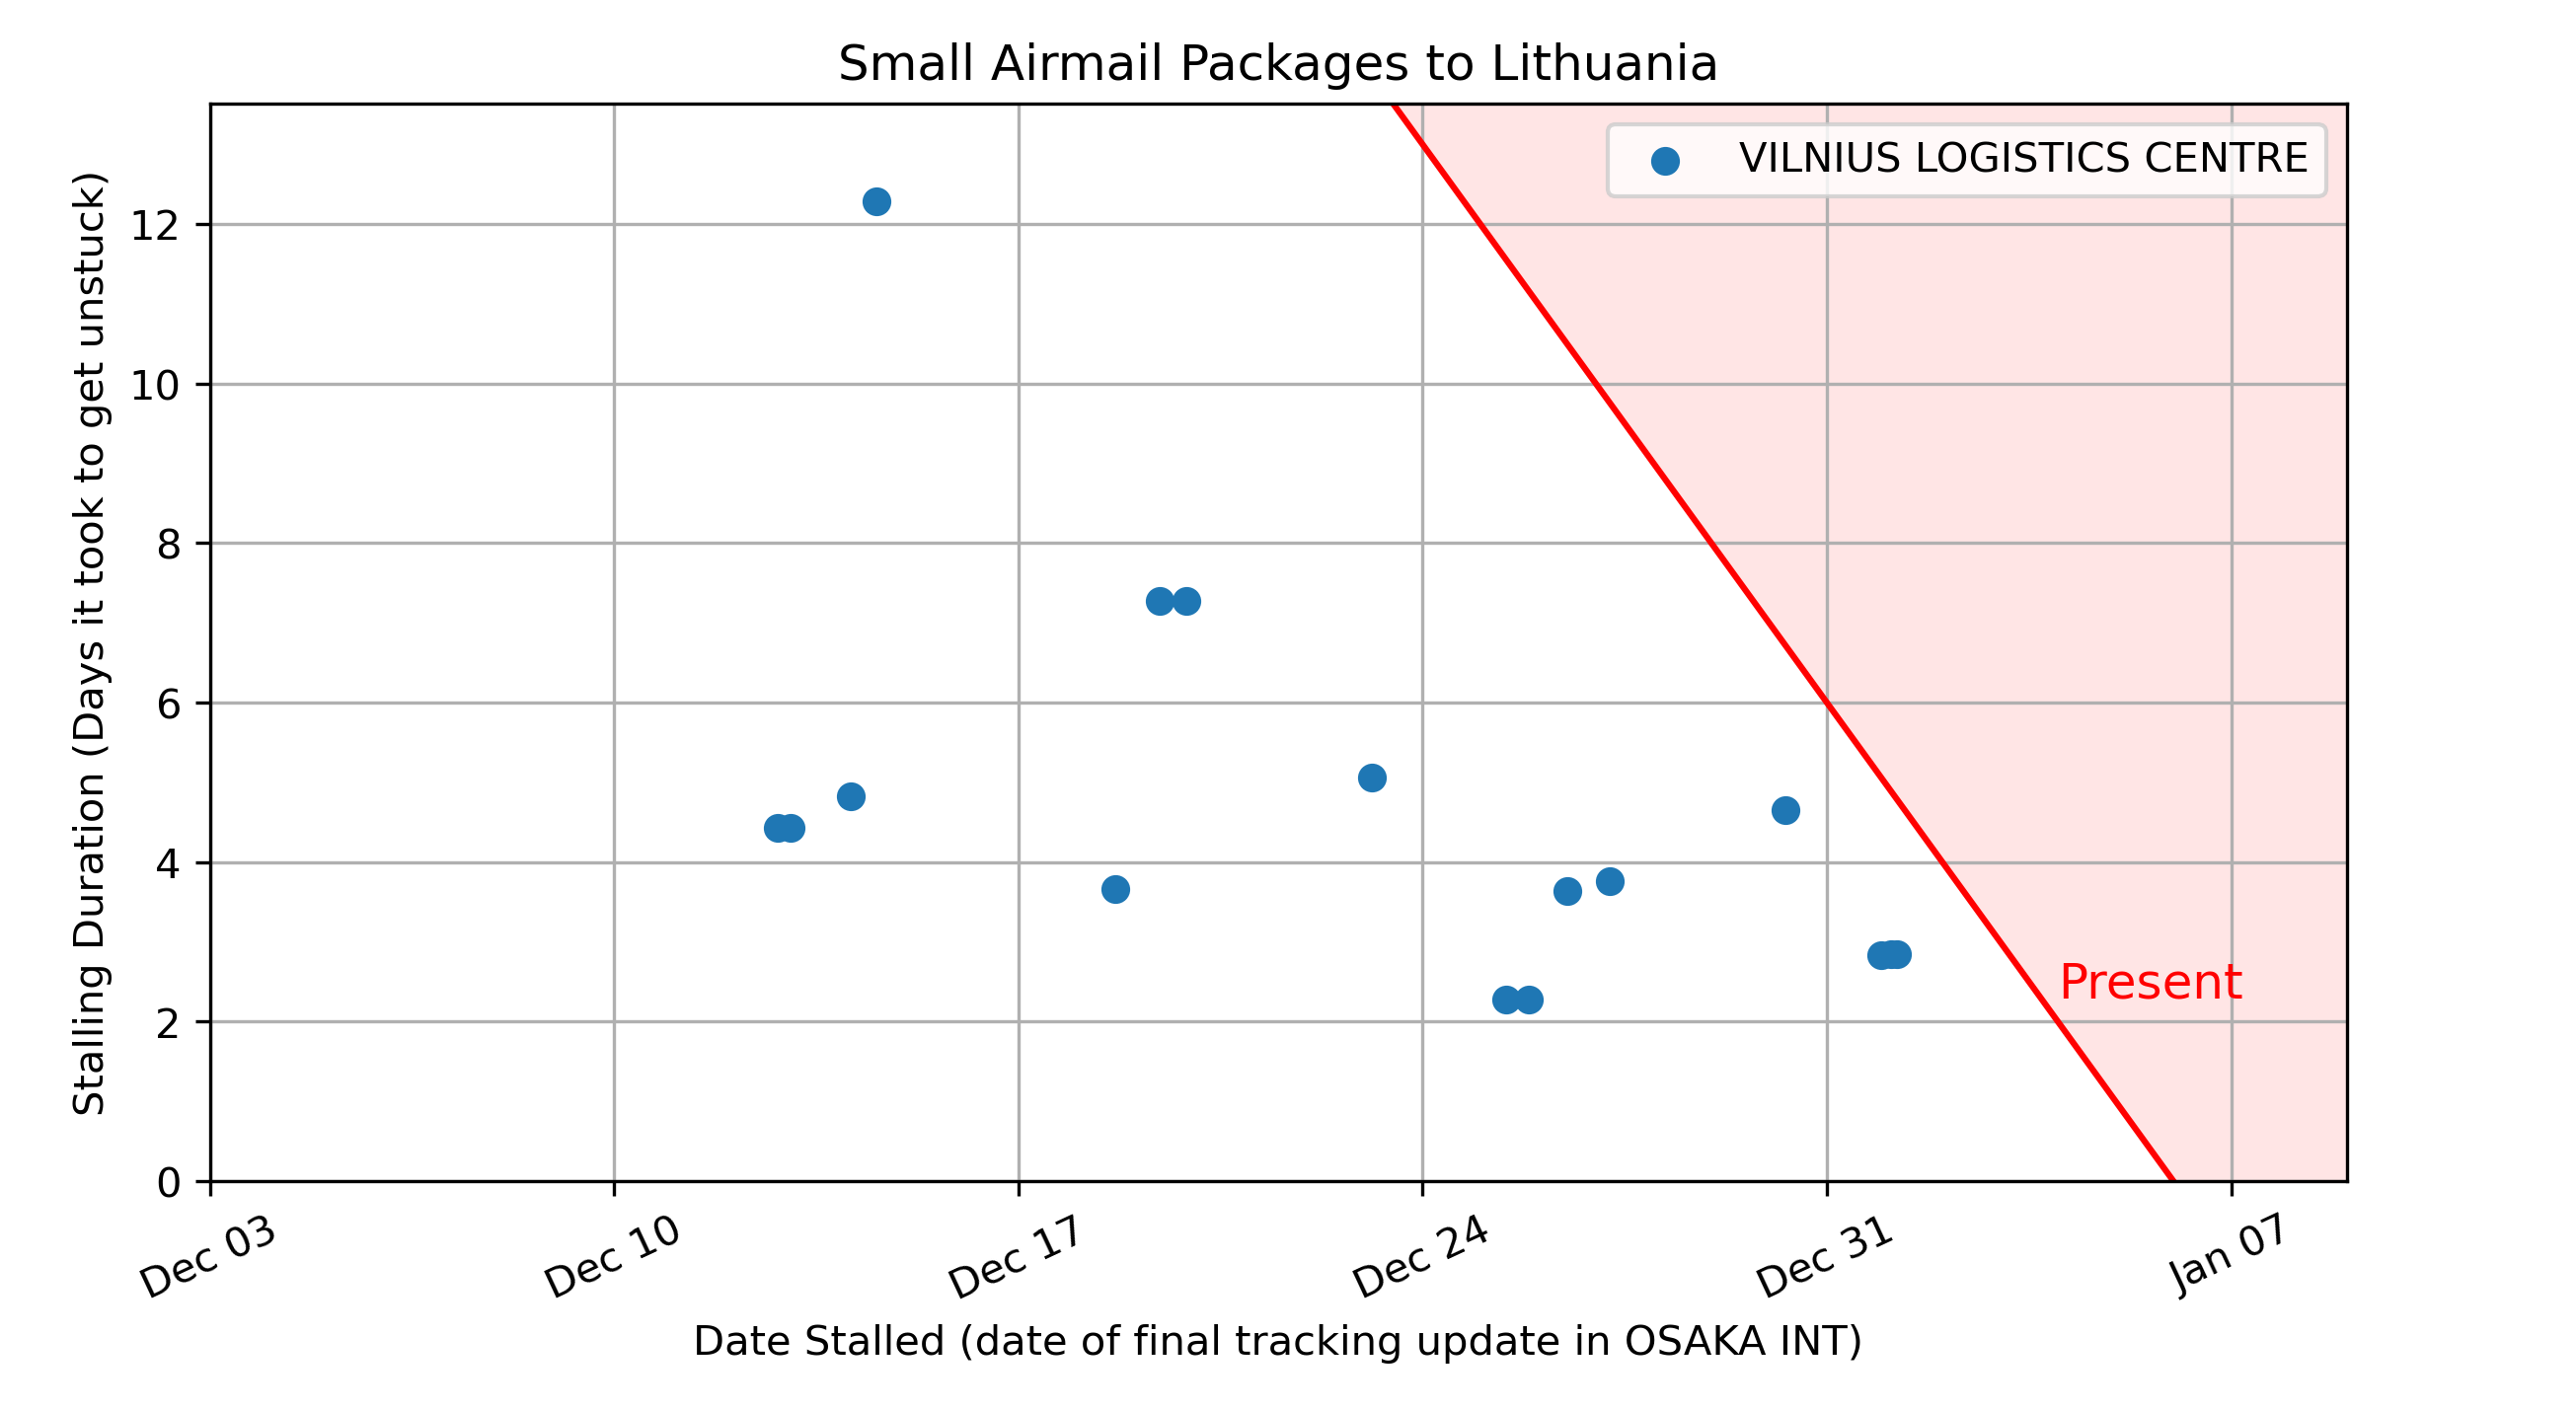 Small Airmail Packages to Lithuania
VILNIUS LOGISTICS CENTRE
Stalling Duration (Days it took to get unstuck)
12
10
8
6
4
2
0
Present
Dec 03
Dec 10
Dec 17
Dec 24
Dec 31
Jan 07
Date Stalled (date of final tracking update in OSAKA INT)